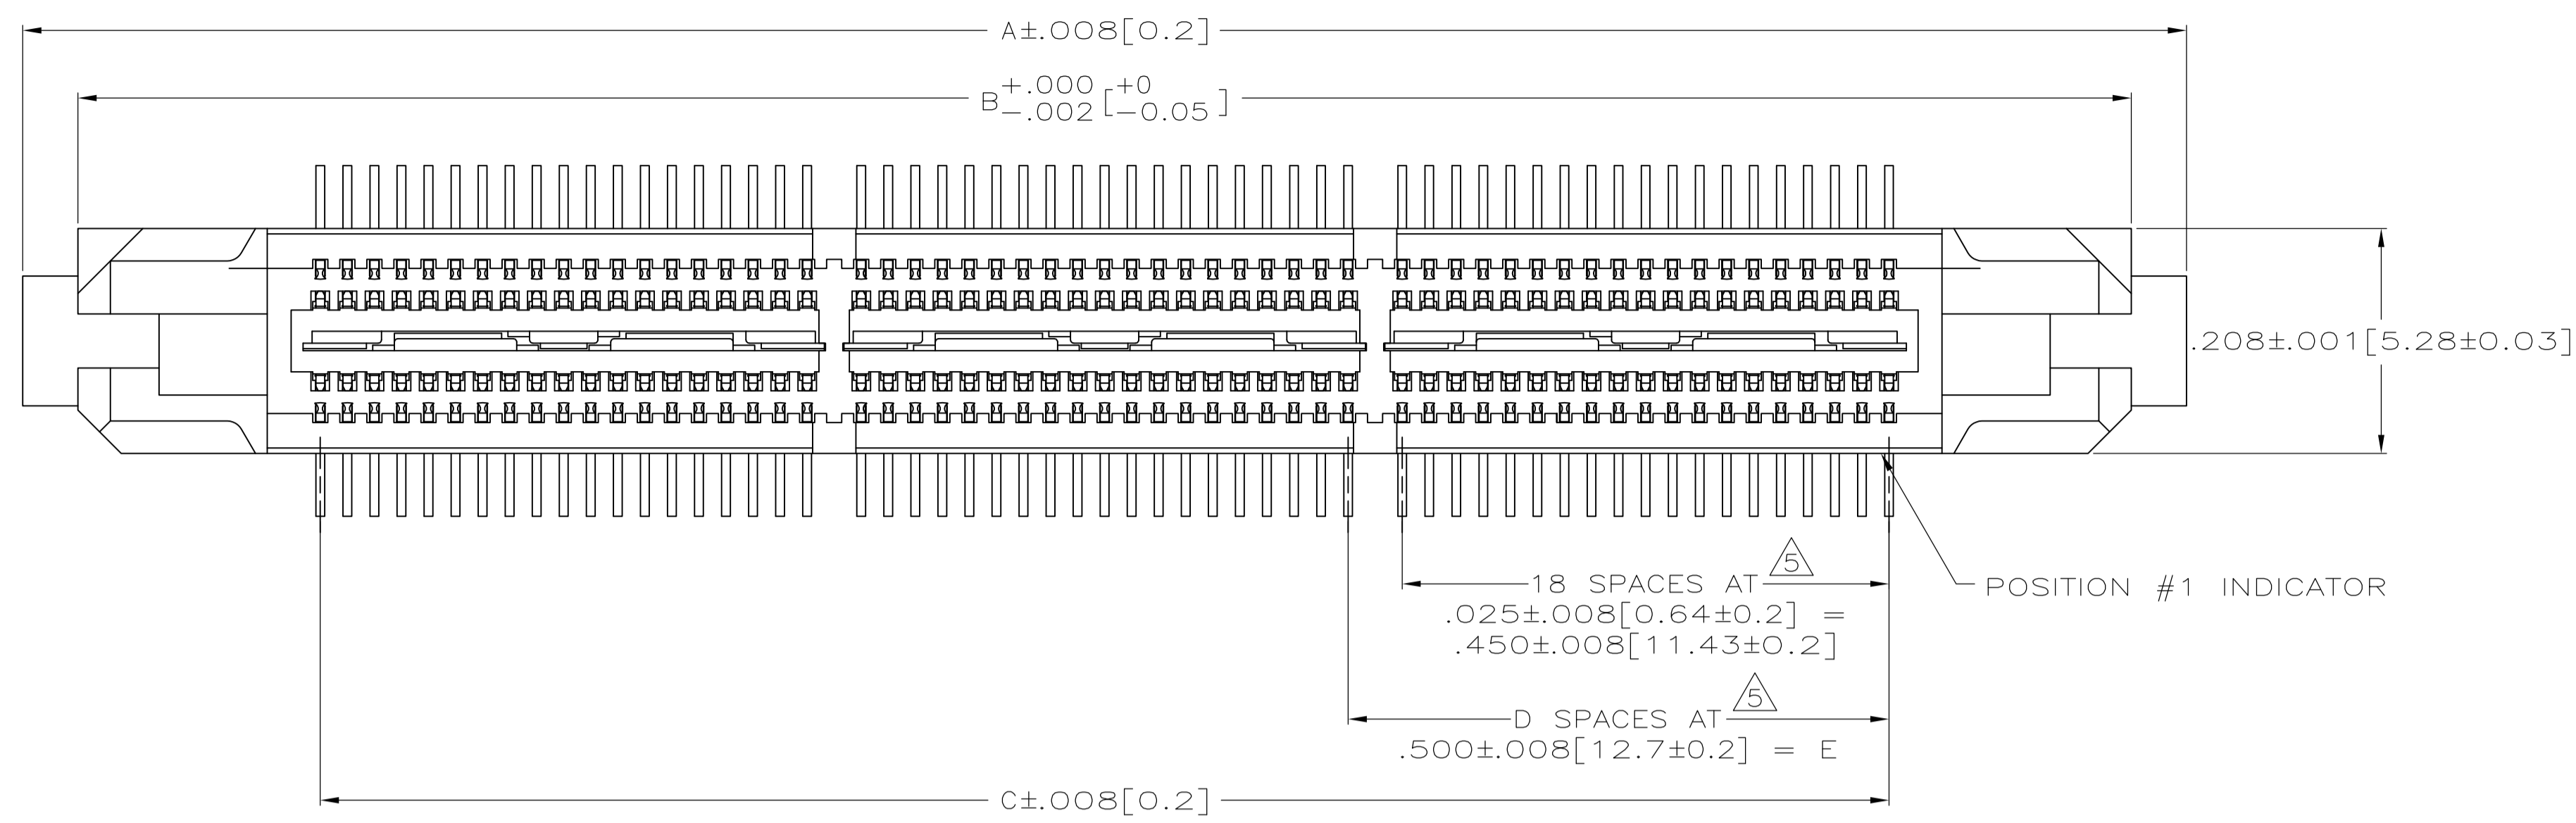 A±.008[0.2]
B +.000 -.002 [ +0 -0.05 ]
.208±.001[5.28±0.03]
5
18 SPACES AT
.025±.008[0.64±0.2] =
.450±.008[11.43±0.2]
POSITION #1 INDICATOR
5
D SPACES AT
.500±.008[12.7±0.2] = E
C±.008[0.2]